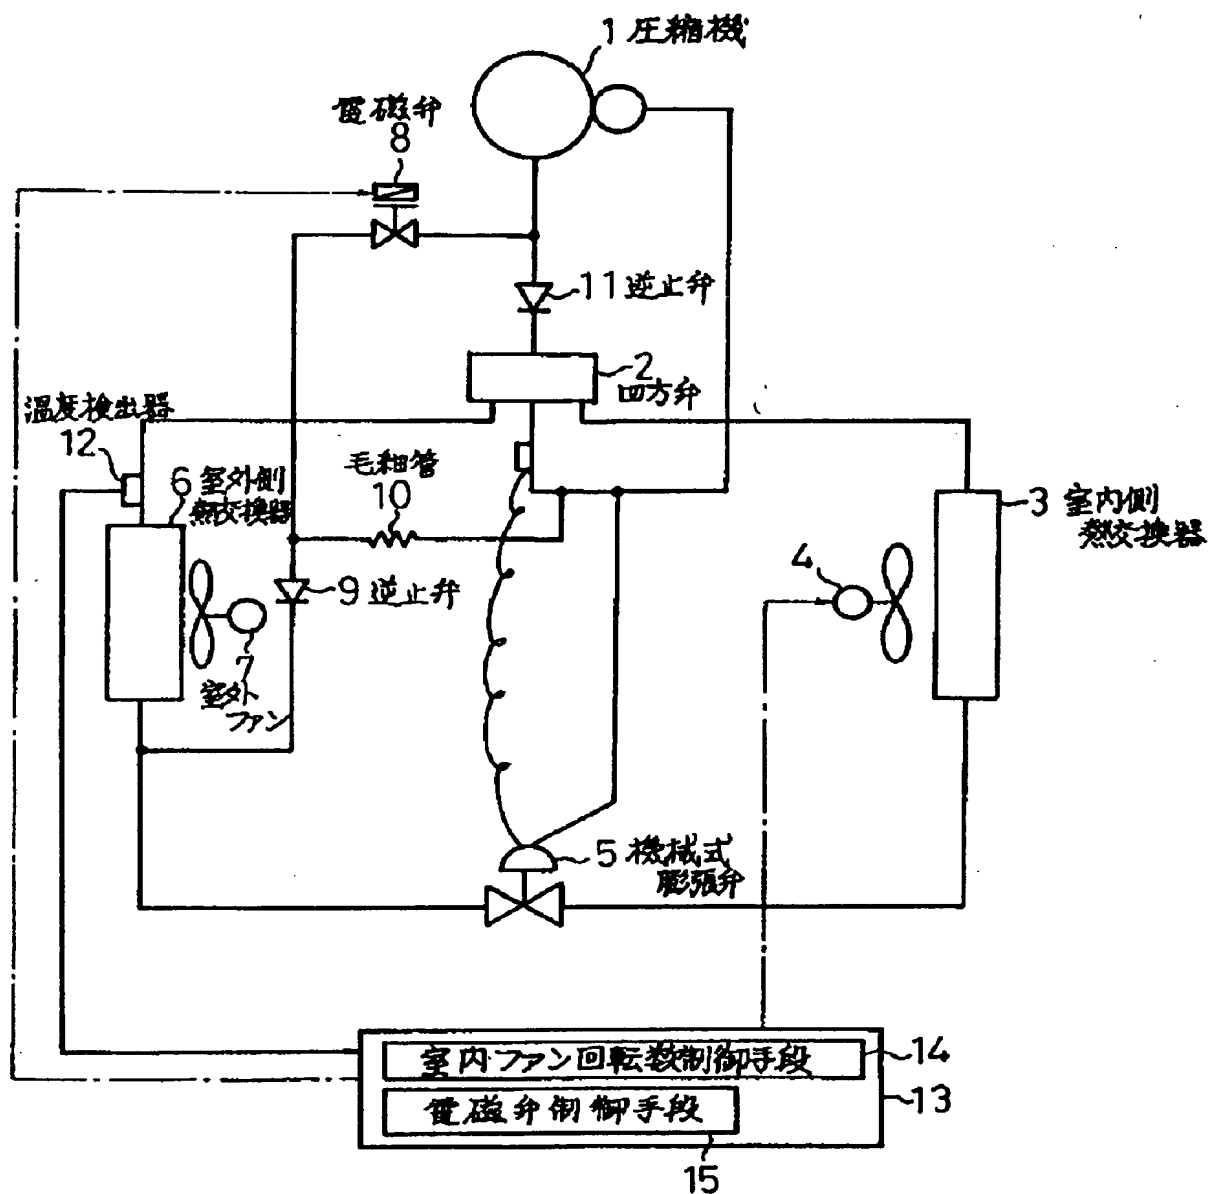 1 圧縮機
電磁弁
8
11 逆止弁
2
四方弁
温度検出器
12
6 室外側
熱交換器
毛細管
10
3 室内側
熱交換器
4
9 逆止弁
7
室外
ファン
5 機械式
膨張弁
室内ファン回転数制御手段
14
13
電磁弁制御手段
15